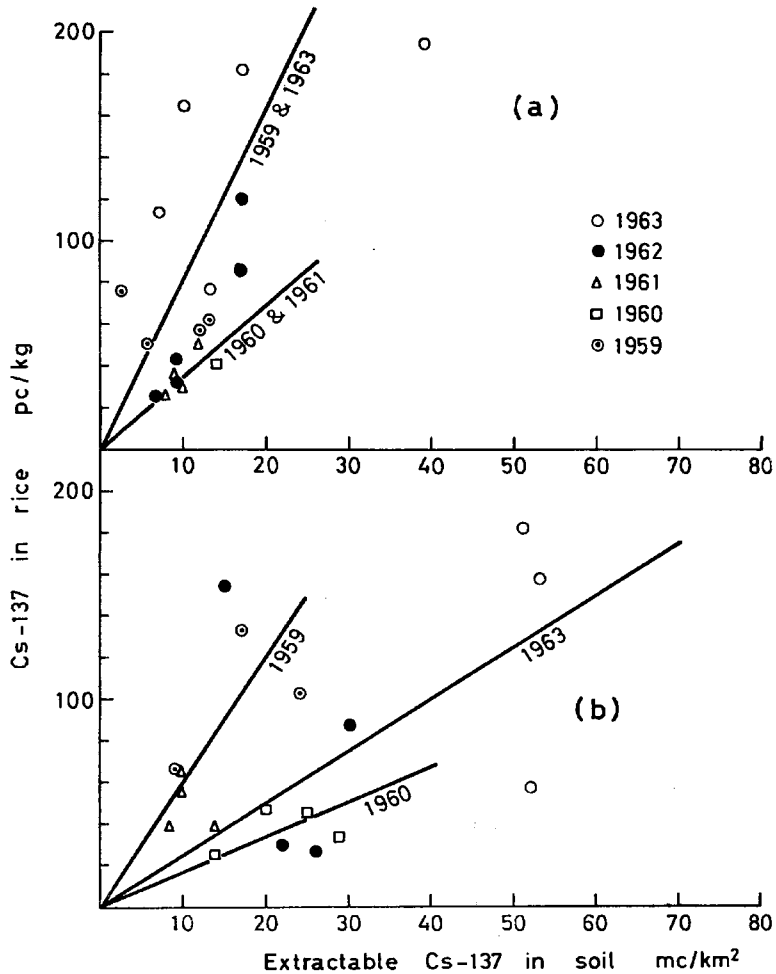 200
100
(a)
1959 & 1963
1960 & 1961
○ 1963
● 1962
△ 1961
□ 1960
⊙ 1959
10 20 30 40 50 60 70 80
Cs-137 in rice pc/kg
200
100
(b)
1959
1963
1960
10 20 30 40 50 60 70 80
Extractable Cs-137 in soil mc/km²